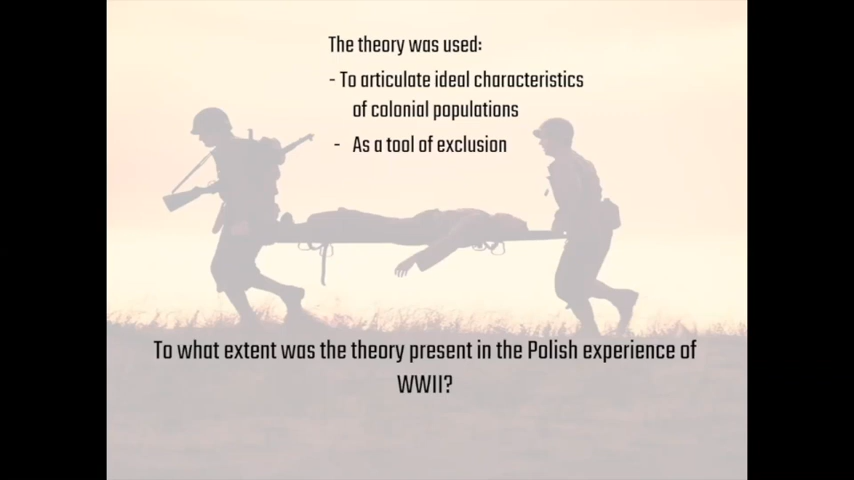 The theory was used:
- To articulate ideal characteristics
of colonial populations
- As a tool of exclusion
To what extent was the theory present in the Polish experience of
WWII?